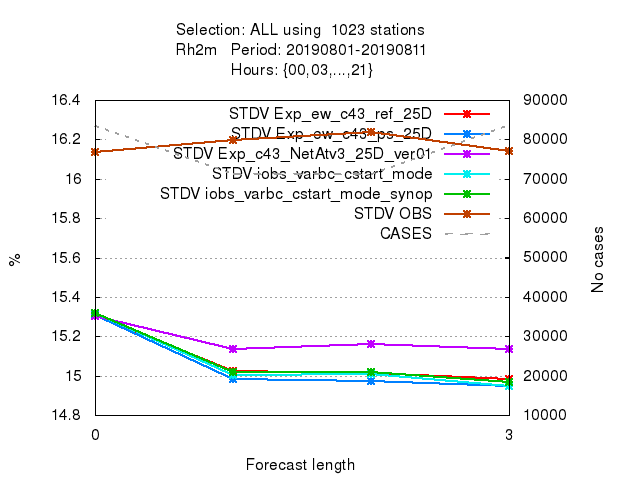 Selection: ALL using  1023 stations
Rh2m   Period: 20190801-20190811
Hours: {00,03,...,21}
16.4
16.2
16
15.8
15.6
15.4
15.2
15
14.8
%
STDV Exp_ew_c43_ref_25D
STDV Exp_ew_c43_ps_25D
STDV Exp_c43_NetAtv3_25D_ver01
STDV iobs_varbc_cstart_mode
STDV iobs_varbc_cstart_mode_synop
STDV OBS
CASES
90000
80000
70000
60000
50000
40000
30000
20000
10000
No cases
0
3
Forecast length